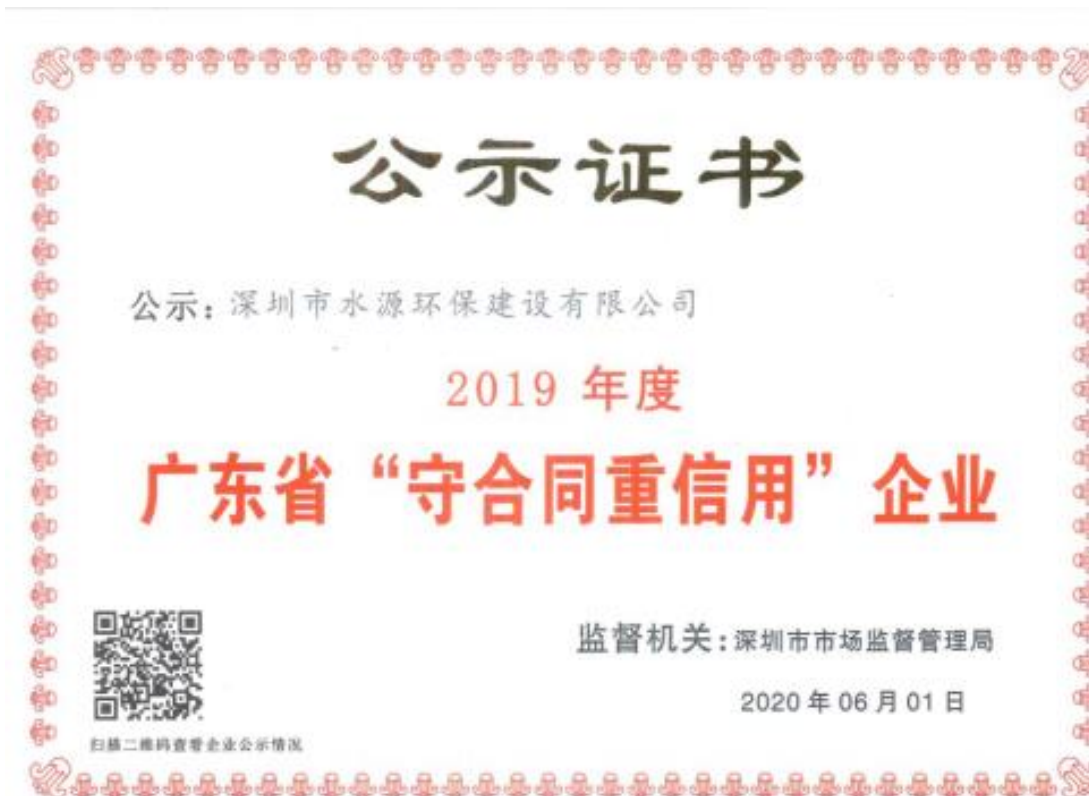 公示证书
公示：深圳市水源环保建设有限公司
2019 年度
广东省“守合同重信用”企业
监督机关：深圳市市场监督管理局
2020 年 06 月 01 日
扫描二维码查看企业公示情况